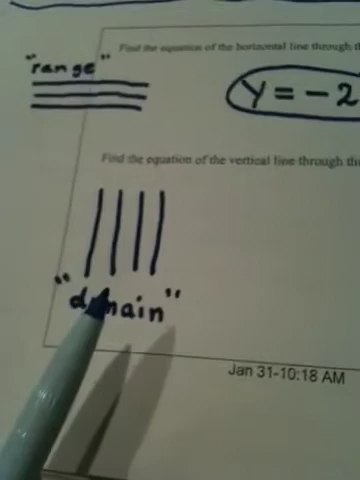 Find the equation of the horizontal line through th
"range"
y = -2
Find the equation of the vertical line through the
"domain"
Jan 31-10:18 AM